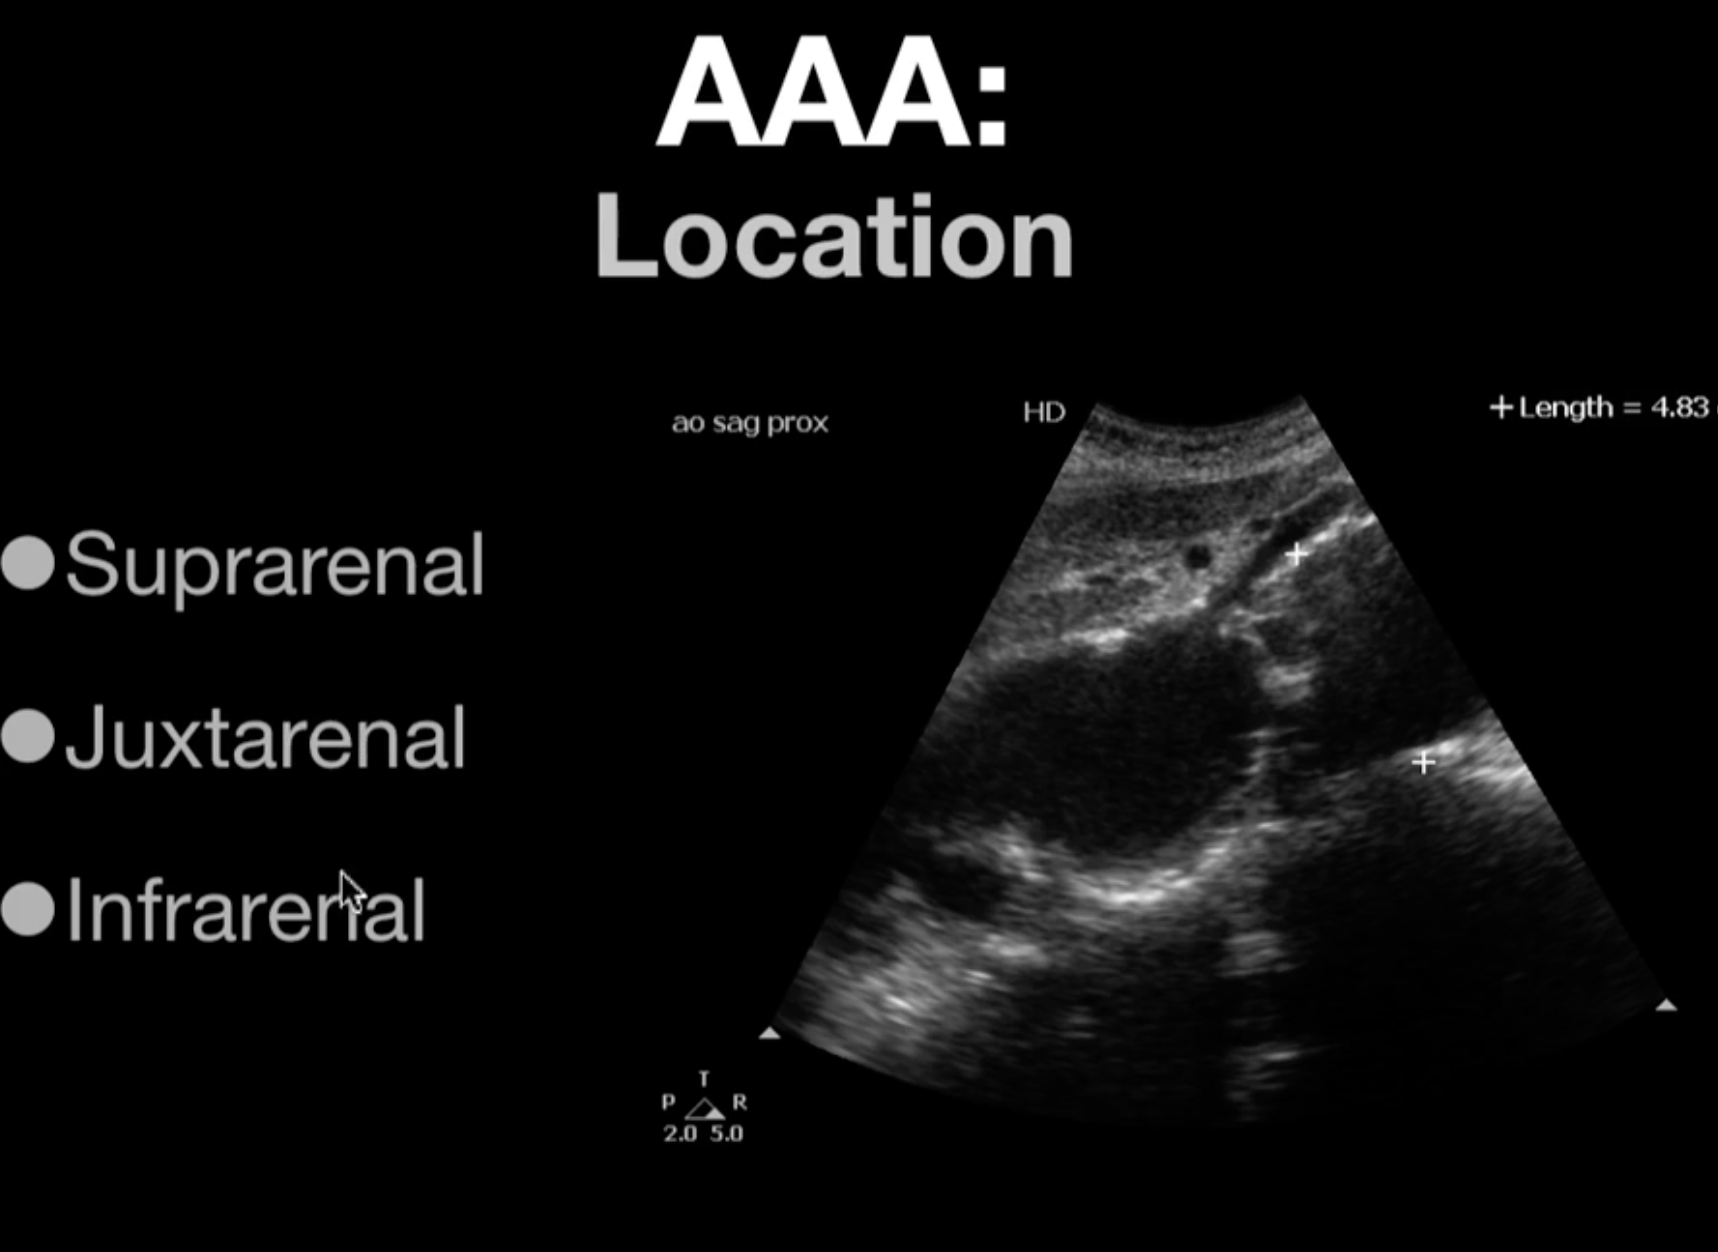 AAA:
Location
ao sag prox
HD
+ Length = 4.83
● Suprarenal
● Juxtarenal
● Infrarenal
T
P R
2.0 5.0